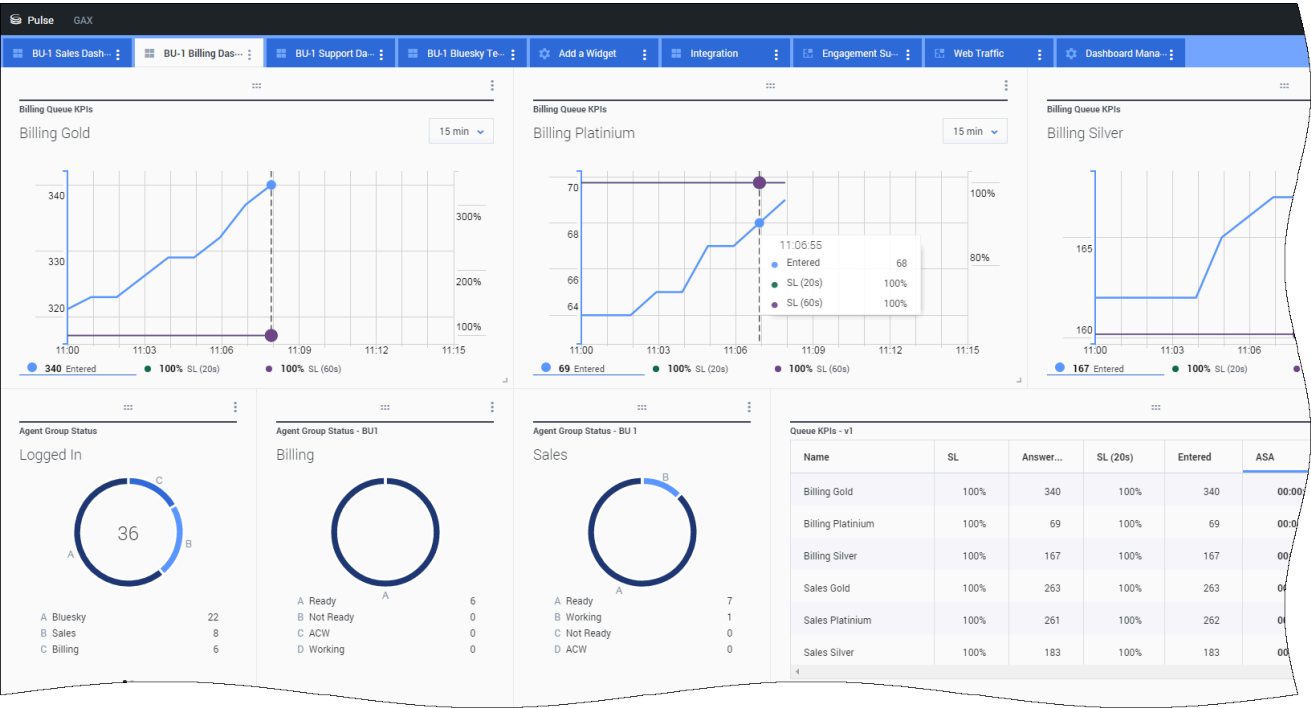 Pulse GAX
BU-1 Sales Dash··· BU-1 Billing Das··· BU-1 Support Da··· BU-1 Bluesky Te··· Add a Widget Integration Engagement Su··· Web Traffic Dashboard Mana···
Billing Queue KPIs
Billing Gold
15 min
340
330
320
300%
200%
100%
11:00 11:03 11:06 11:09 11:12 11:15
340 Entered 100% SL (20s) 100% SL (60s)
Billing Queue KPIs
Billing Platinium
15 min
70
68
66
64
100%
80%
11:06:55
Entered 68
SL (20s) 100%
SL (60s) 100%
11:00 11:03 11:06 11:09 11:12 11:15
69 Entered 100% SL (20s) 100% SL (60s)
Billing Queue KPIs
Billing Silver
165
160
11:00 11:03 11:06
167 Entered 100% SL (20s)
Agent Group Status
Logged In
C
36
B
A
A Bluesky 22
B Sales 8
C Billing 6
Agent Group Status - BU1
Billing
A
A Ready 6
B Not Ready 0
C ACW 0
D Working 0
Agent Group Status - BU 1
Sales
B
A
A Ready 7
B Working 1
C Not Ready 0
D ACW 0
Queue KPIs - v1
Name SL Answer... SL (20s) Entered ASA
Billing Gold 100% 340 100% 340 00:00
Billing Platinium 100% 69 100% 69 00:0
Billing Silver 100% 167 100% 167 00:
Sales Gold 100% 263 100% 263 00
Sales Platinium 100% 261 100% 262 00
Sales Silver 100% 183 100% 183 00